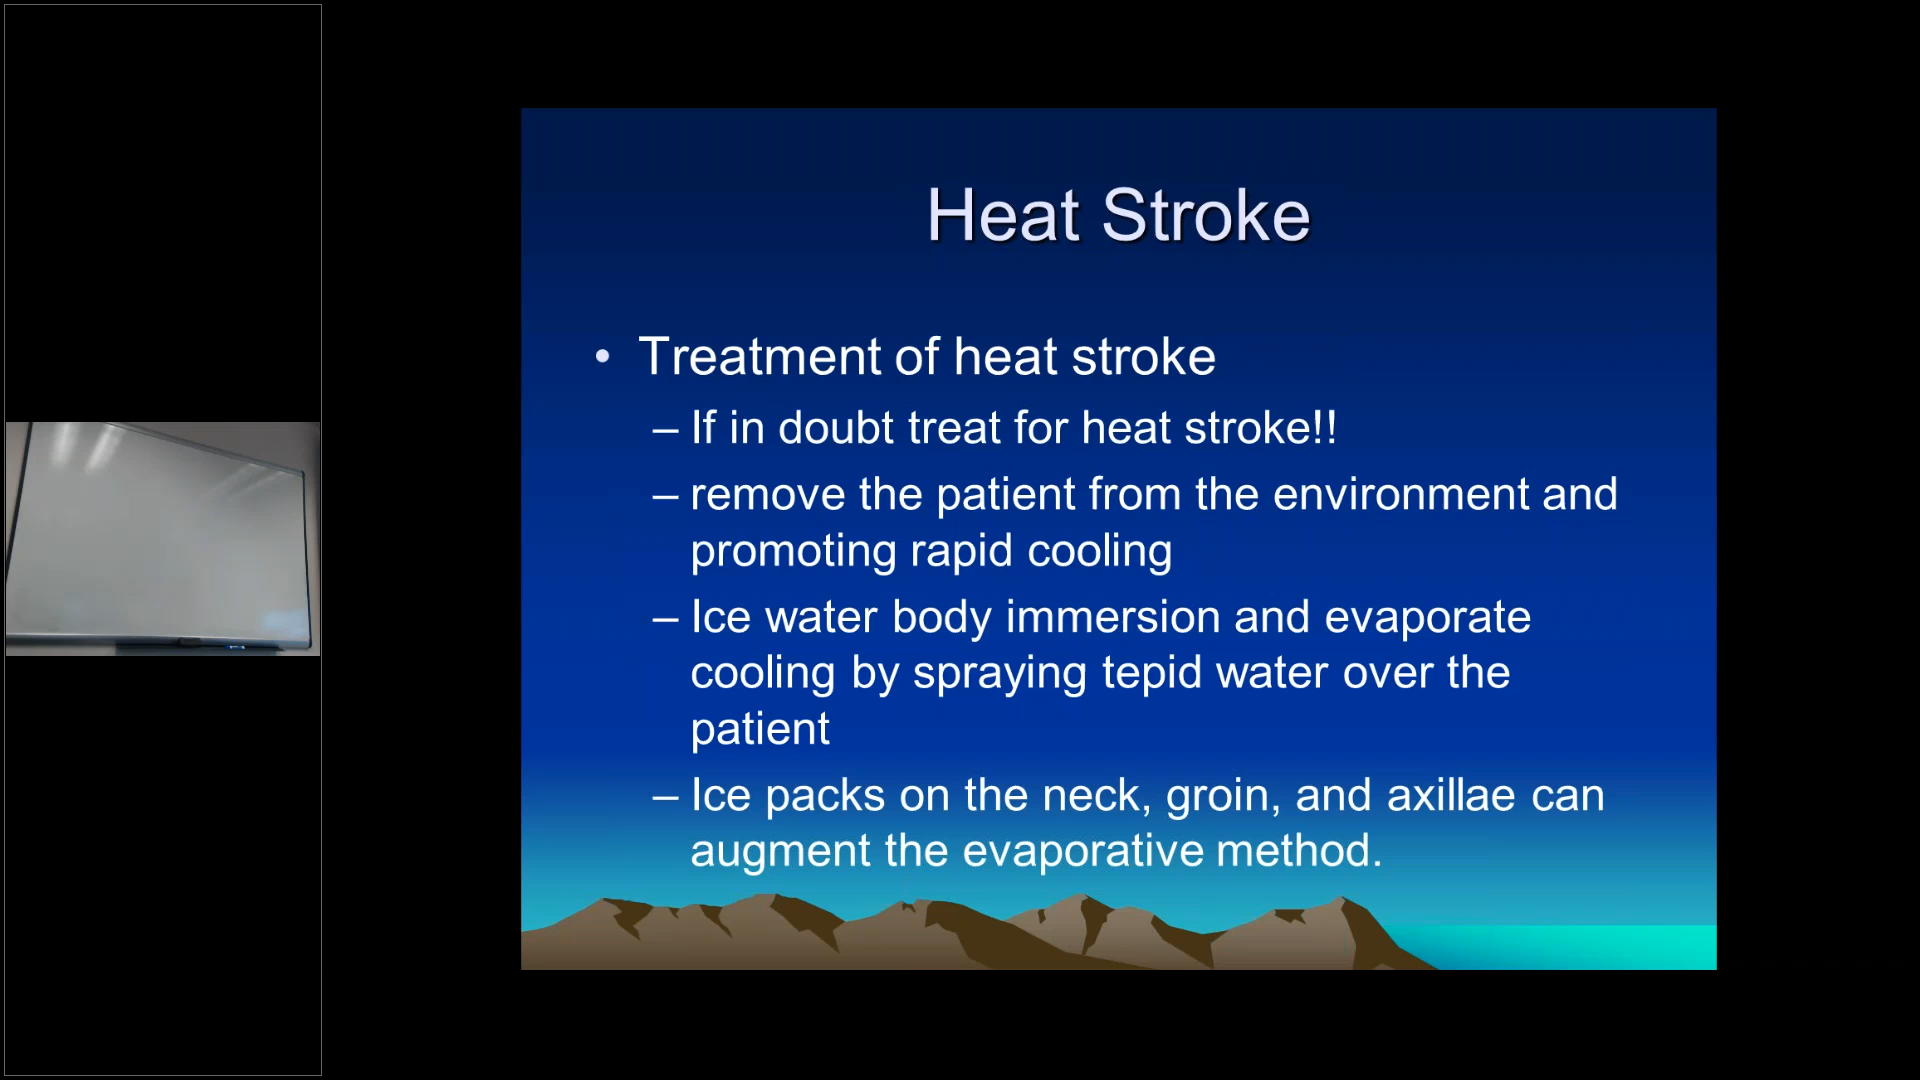 Heat Stroke
• Treatment of heat stroke
– If in doubt treat for heat stroke!!
– remove the patient from the environment and
promoting rapid cooling
– Ice water body immersion and evaporate
cooling by spraying tepid water over the
patient
– Ice packs on the neck, groin, and axillae can
augment the evaporative method.